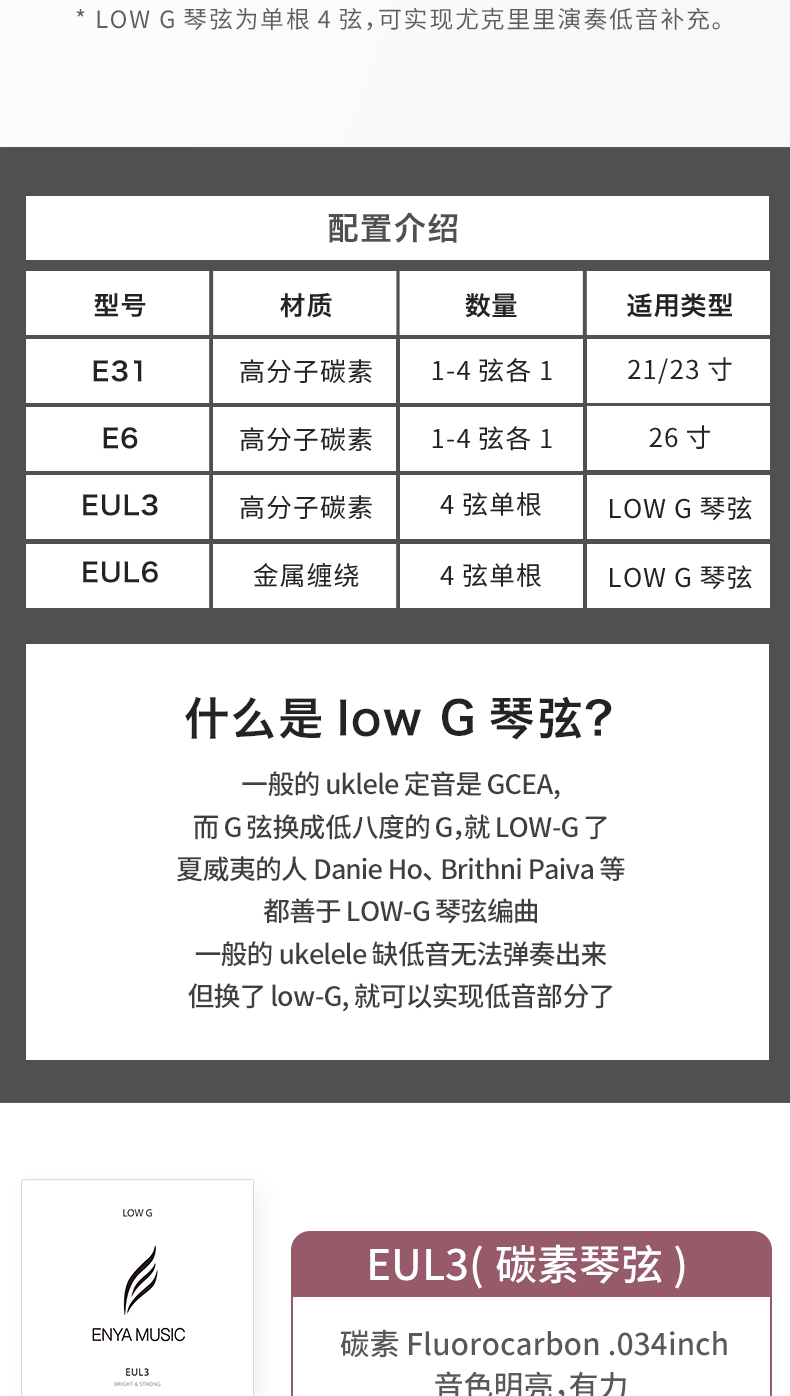 * LOW G 琴弦为单根 4 弦,可实现尤克里里演奏低音补充。
配置介绍
型号 材质 数量 适用类型
E31 高分子碳素 1-4 弦各 1 21/23 寸
E6 高分子碳素 1-4 弦各 1 26 寸
EUL3 高分子碳素 4 弦单根 LOW G 琴弦
EUL6 金属缠绕 4 弦单根 LOW G 琴弦
什么是 low G 琴弦?
一般的 uklele 定音是 GCEA,
而 G 弦换成低八度的 G,就 LOW-G 了
夏威夷的人 Danie Ho、Brithni Paiva 等
都善于 LOW-G 琴弦编曲
一般的 ukelele 缺低音无法弹奏出来
但换了 low-G, 就可以实现低音部分了
LOW G
ENYA MUSIC
EUL3
BRIGHT & STRONG
EUL3( 碳素琴弦 )
碳素 Fluorocarbon .034inch
音色明亮,有力